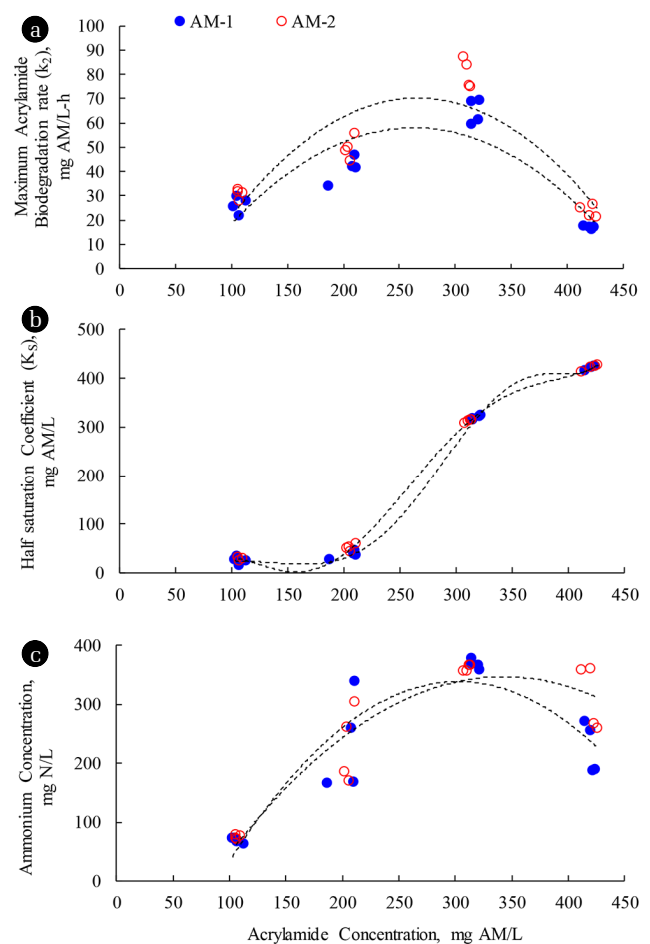 a
AM-1 AM-2
Maximum Acrylamide
Biodegradation rate (k2),
mg AM/L-h
100
90
80
70
60
50
40
30
20
10
0
0 50 100 150 200 250 300 350 400 450
b
Half saturation Coefficient (KS),
mg AM/L
500
400
300
200
100
0
0 50 100 150 200 250 300 350 400 450
c
Ammonium Concentration,
mg N/L
400
300
200
100
0
0 50 100 150 200 250 300 350 400 450
Acrylamide Concentration, mg AM/L